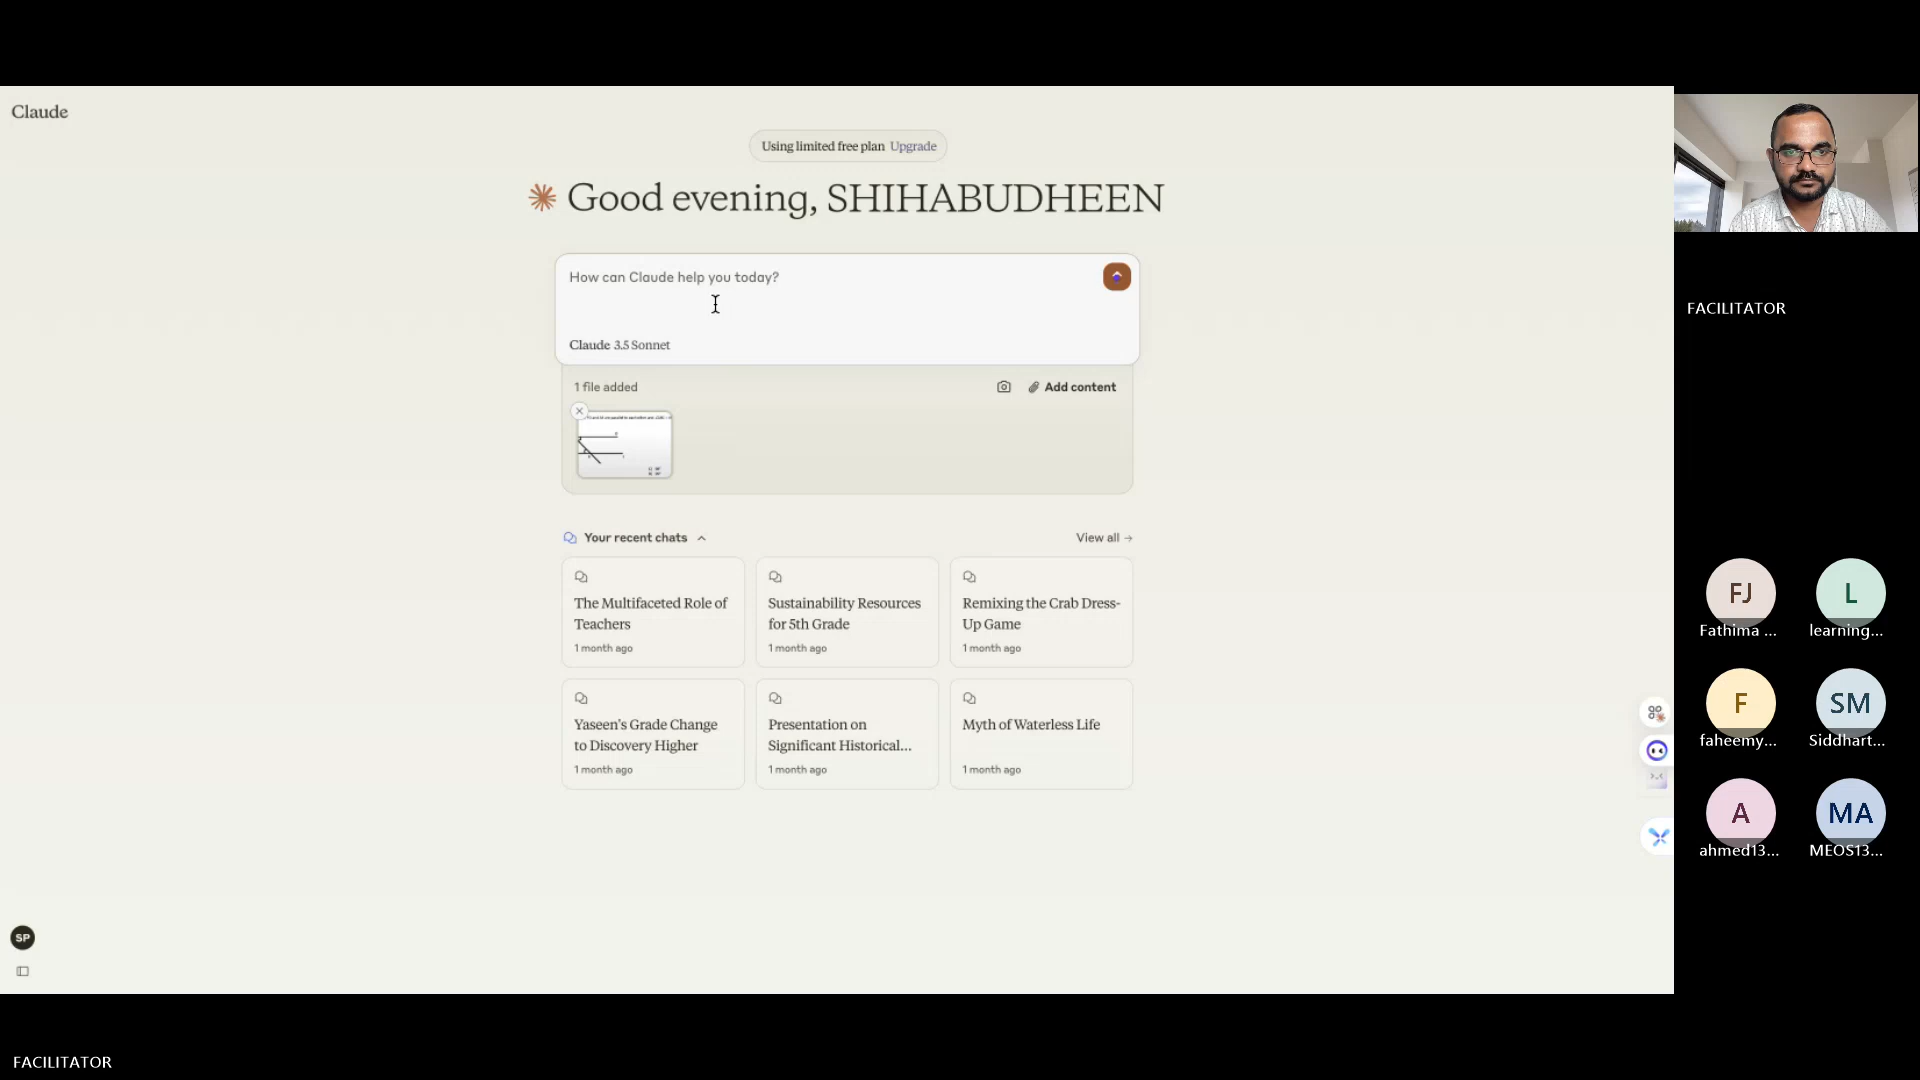 Claude
Using limited free plan Upgrade
Good evening, SHIHABUDHEEN
How can Claude help you today?
Claude 3.5 Sonnet
1 file added
Add content
Your recent chats
View all →
The Multifaceted Role of
Teachers
1 month ago
Sustainability Resources
for 5th Grade
1 month ago
Remixing the Crab Dress-
Up Game
1 month ago
Yaseen's Grade Change
to Discovery Higher
1 month ago
Presentation on
Significant Historical...
1 month ago
Myth of Waterless Life
1 month ago
SP
FACILITATOR
FJ
Fathima ...
L
learning...
F
faheemy...
SM
Siddhart...
A
ahmed13...
MA
MEOS13...
FACILITATOR